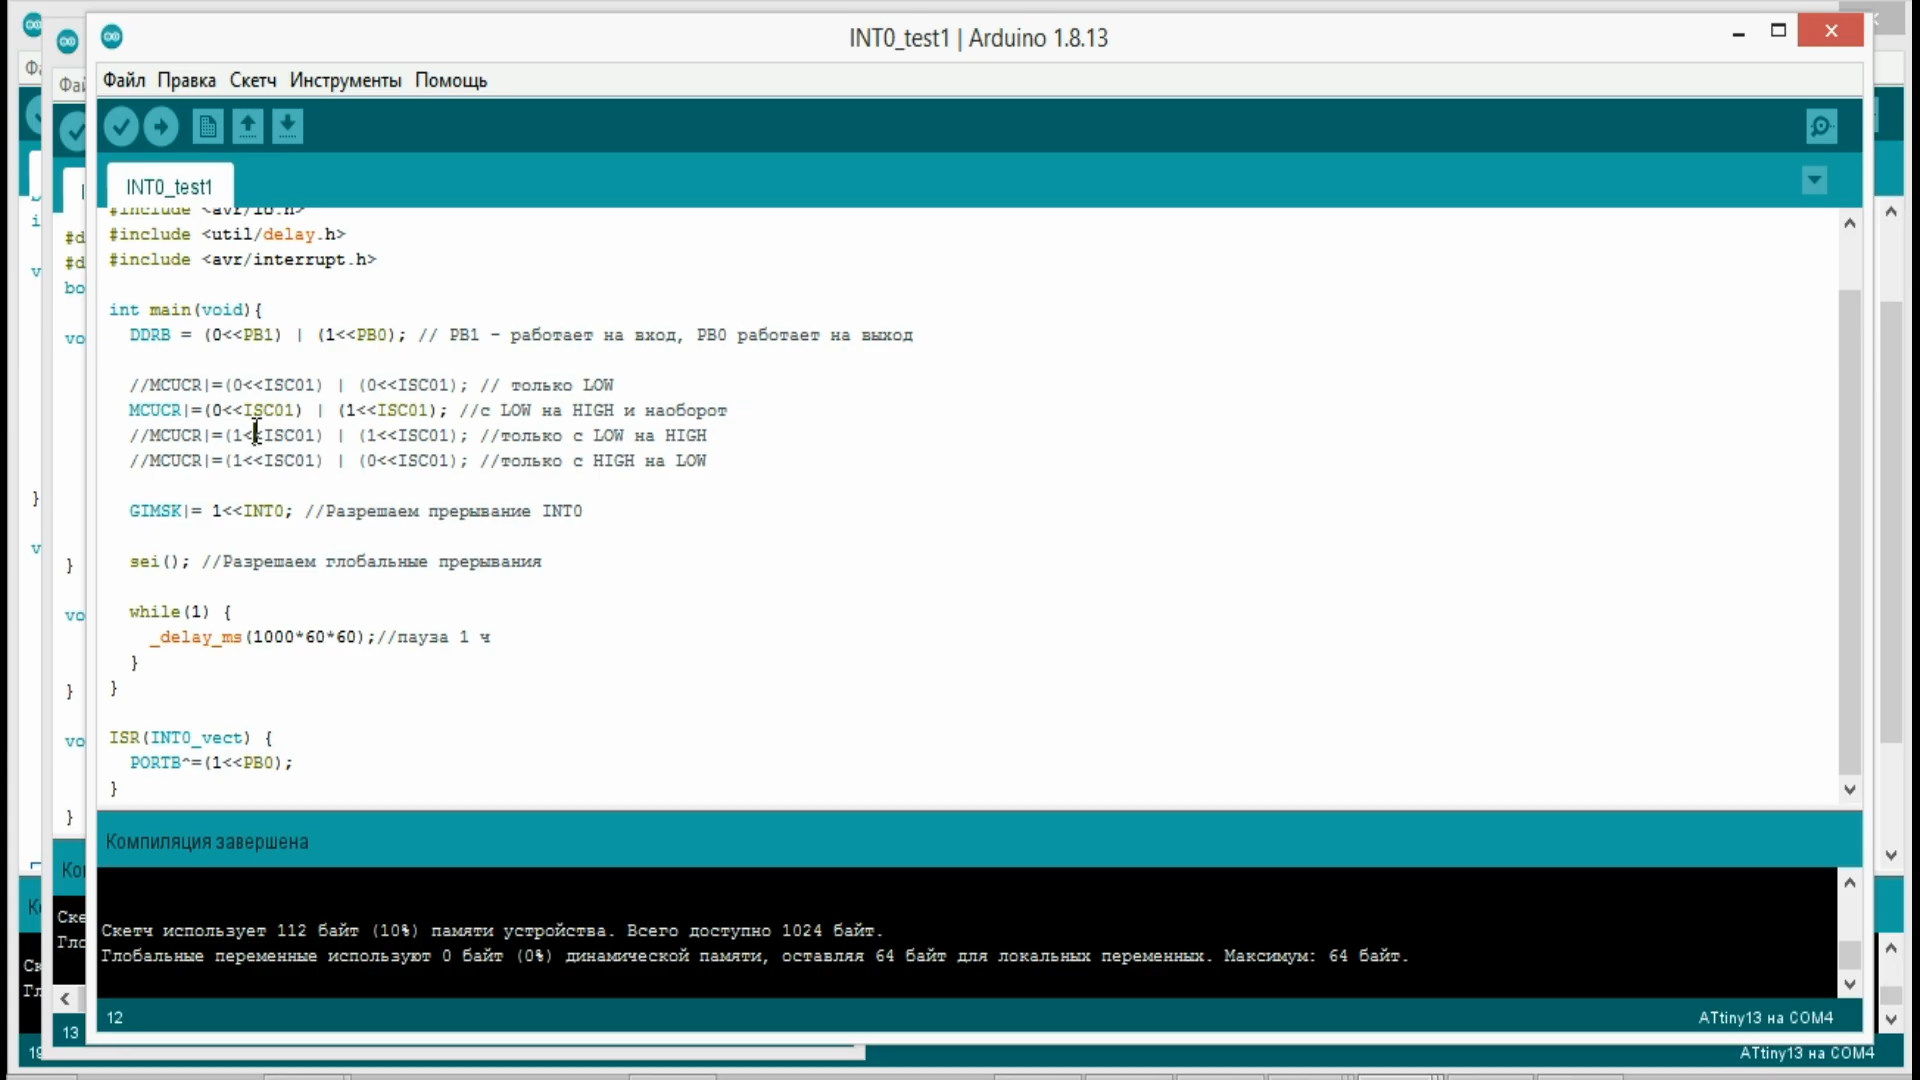 INT0_test1 | Arduino 1.8.13
Файл Правка Скетч Инструменты Помощь
INT0_test1
#include <avr/io.h>
#include <util/delay.h>
#include <avr/interrupt.h>
int main(void){
DDRB = (0<<PB1) | (1<<PB0); // PB1 - работает на вход, PB0 работает на выход
//MCUCR|=(0<<ISC01) | (0<<ISC01); // только LOW
MCUCR|=(0<<ISC01) | (1<<ISC01); //с LOW на HIGH и наоборот
//MCUCR|=(1<<ISC01) | (1<<ISC01); //только с LOW на HIGH
//MCUCR|=(1<<ISC01) | (0<<ISC01); //только с HIGH на LOW
GIMSK|= 1<<INT0; //Разрешаем прерывание INT0
sei(); //Разрешаем глобальные прерывания
while(1) {
_delay_ms(1000*60*60);//пауза 1 ч
}
}
ISR(INT0_vect) {
PORTB^=(1<<PB0);
}
Компиляция завершена
Скетч использует 112 байт (10%) памяти устройства. Всего доступно 1024 байт.
Глобальные переменные используют 0 байт (0%) динамической памяти, оставляя 64 байт для локальных переменных. Максимум: 64 байт.
12
ATtiny13 на COM4
13
ATtiny13 на COM4